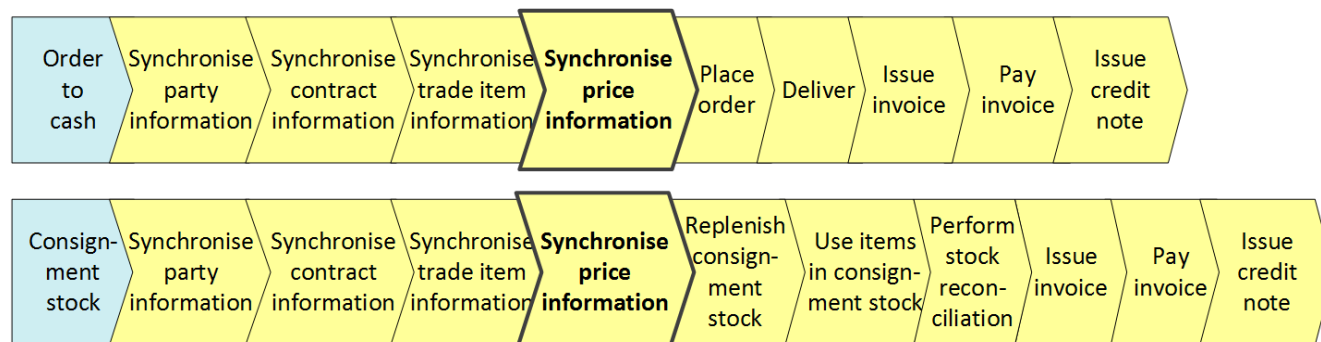 Order
to
cash
Synchronise
party
information
Synchronise
contract
information
Synchronise
trade item
information
Synchronise
price
information
Place
order
Deliver
Issue
invoice
Pay
invoice
Issue
credit
note
Consign-
ment
stock
Synchronise
party
information
Synchronise
contract
information
Synchronise
trade item
information
Synchronise
price
information
Replenish
consign-
ment
stock
Use items
in consign-
ment stock
Perform
stock
recon-
ciliation
Issue
invoice
Pay
invoice
Issue
credit
note